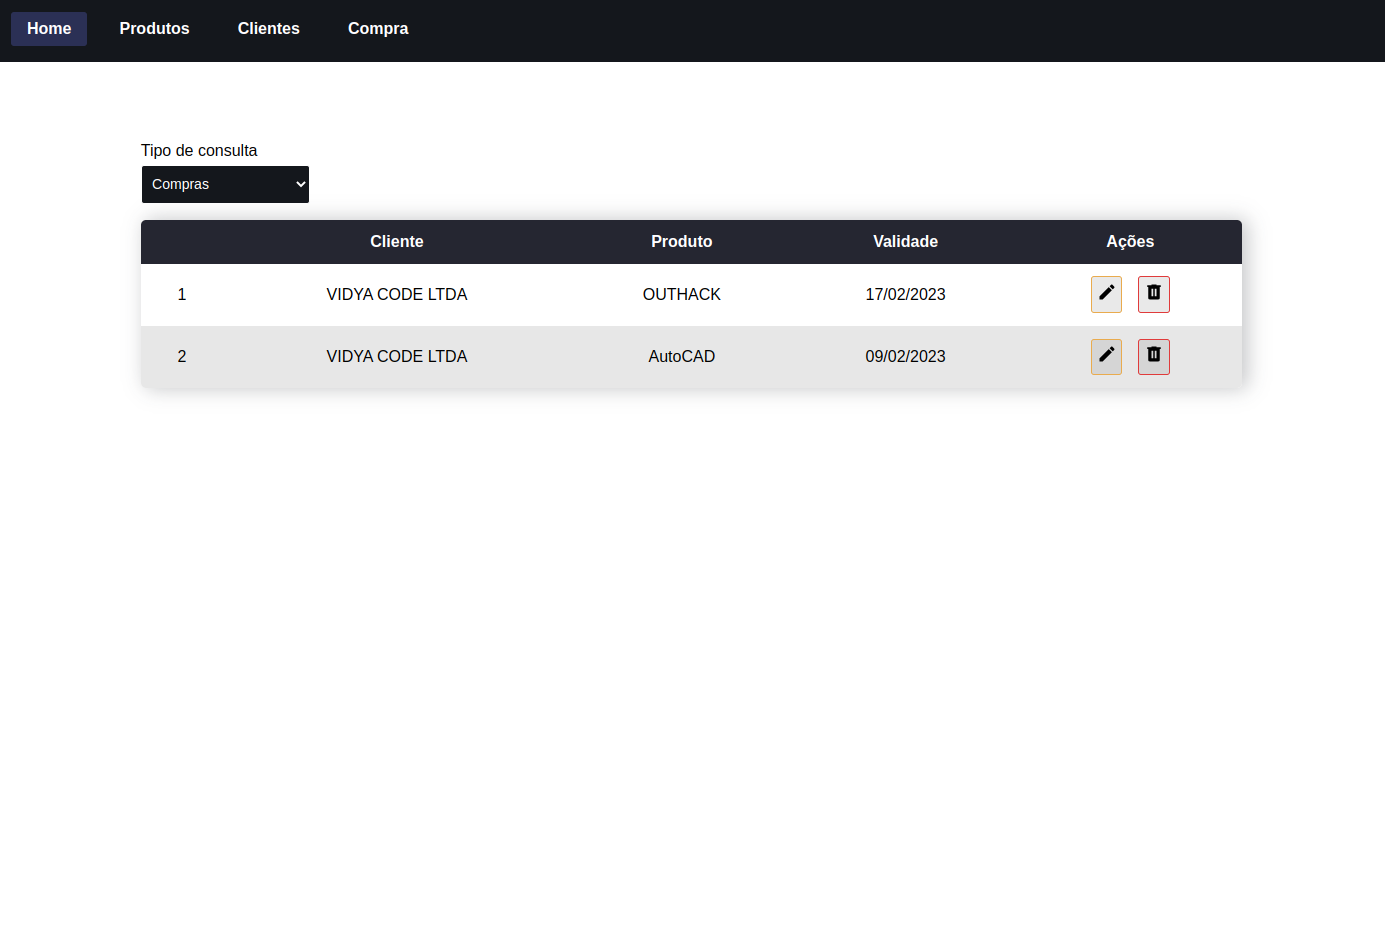 Home Produtos Clientes Compra
Tipo de consulta
Compras
Cliente Produto Validade Ações
1 VIDYA CODE LTDA OUTHACK 17/02/2023
2 VIDYA CODE LTDA AutoCAD 09/02/2023